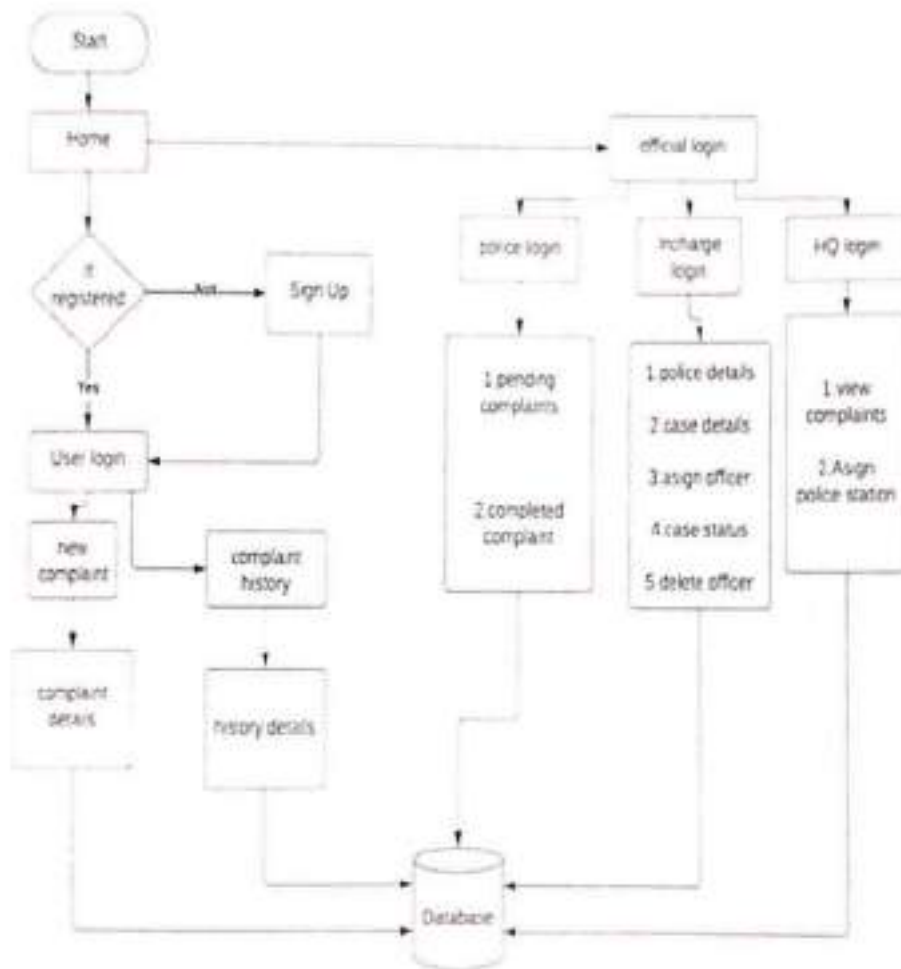 Start
Home
official login
police login
incharge
login
HQ login
If
registered
Sign Up
Yes
User login
1.pending
complaints
2.completed
complaint
1.police details
2.case details
3.asign officer
4.case status
5.delete officer
1.view
complaints
2.Asign
police station
new
complaint
complaint
history
complaint
details
history details
Database